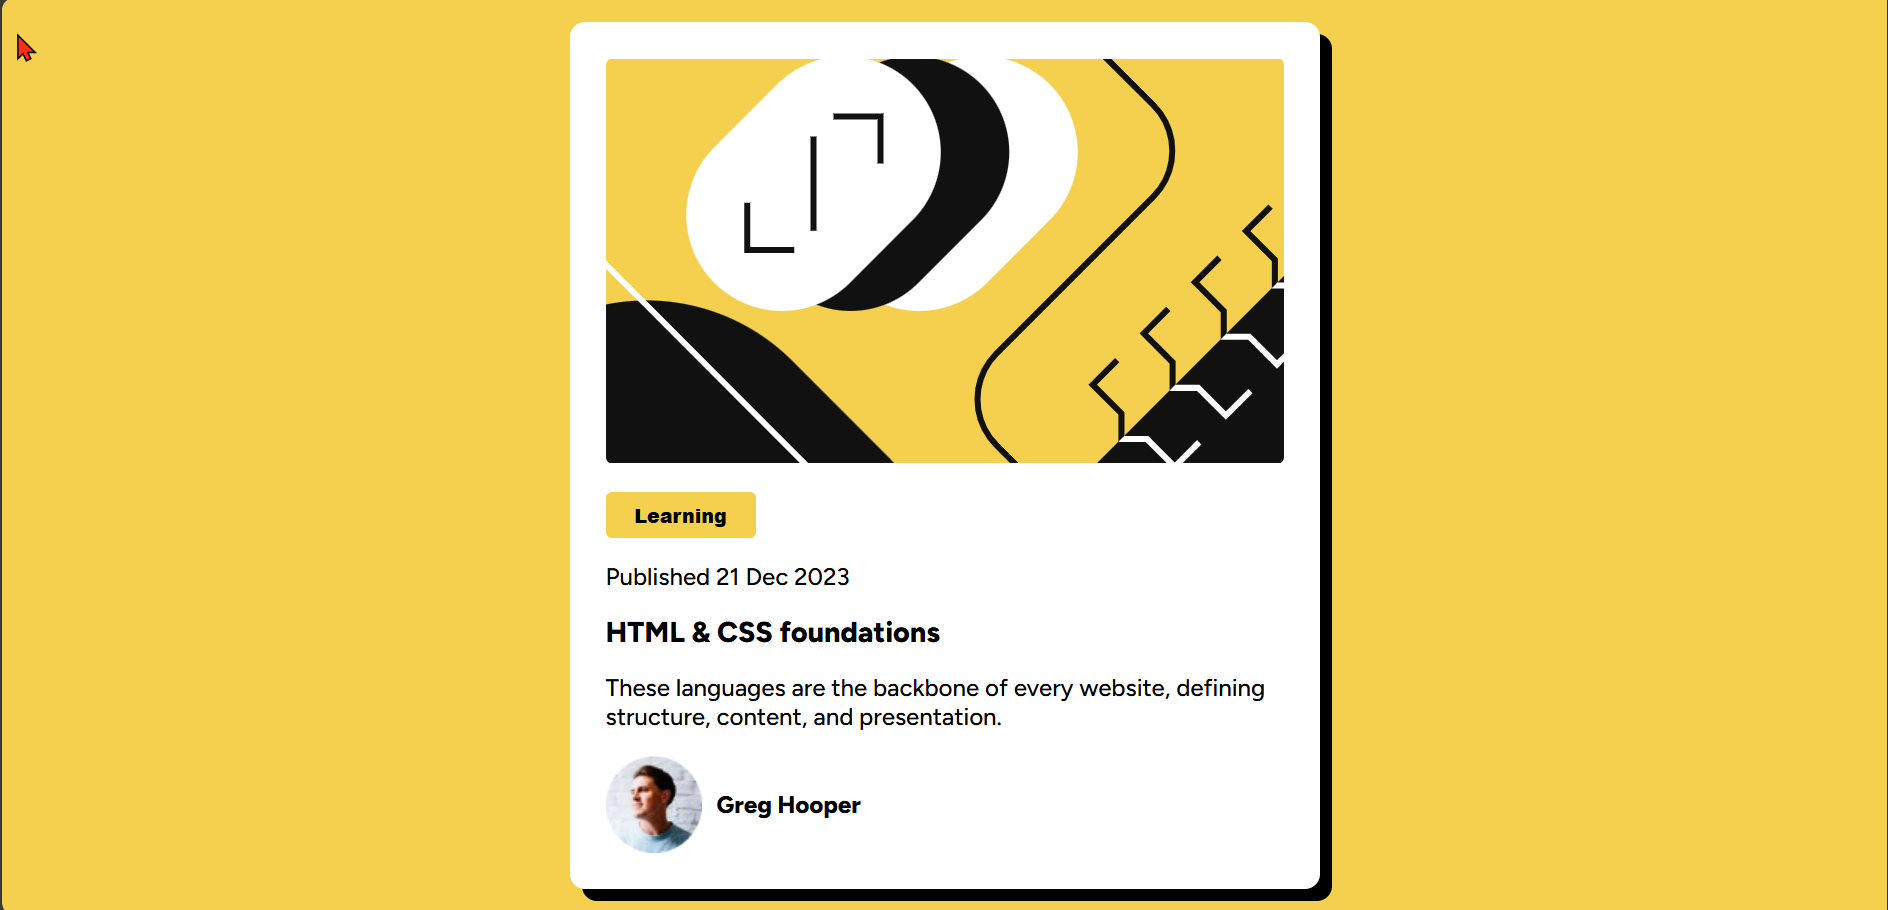 Learning
Published 21 Dec 2023
HTML & CSS foundations
These languages are the backbone of every website, defining
structure, content, and presentation.
Greg Hooper